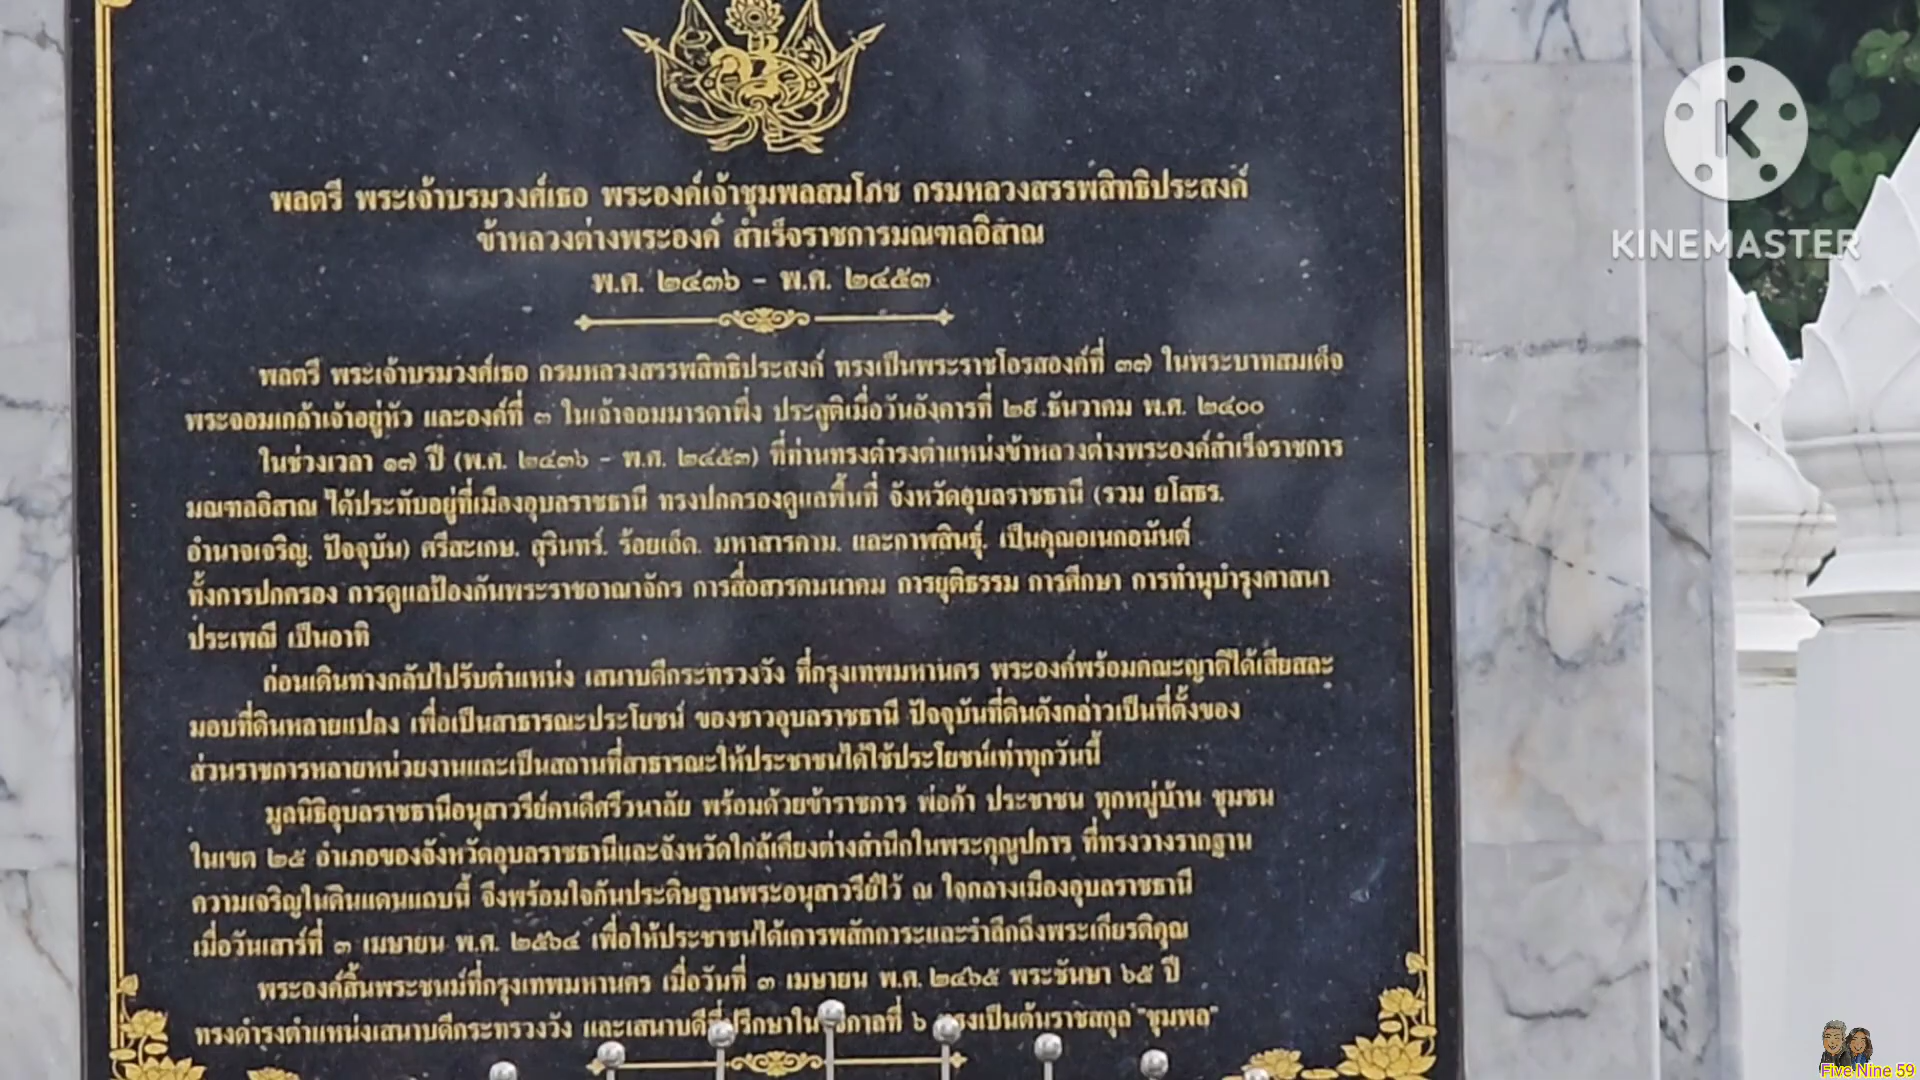 พลตรี พระเจ้าบรมวงศ์เธอ พระองค์เจ้าชุมพลสมโภช กรมหลวงสรรพสิทธิประสงค์
ข้าหลวงต่างพระองค์ สำเร็จราชการมณฑลอิสาณ
พ.ศ. ๒๔๓๖ - พ.ศ. ๒๔๕๓
พลตรี พระเจ้าบรมวงศ์เธอ กรมหลวงสรรพสิทธิประสงค์ ทรงเป็นพระราชโอรสองค์ที่ ๓๗ ในพระบาทสมเด็จ
พระจอมเกล้าเจ้าอยู่หัว และองค์ที่ ๓ ในเจ้าจอมมารดาพึ่ง ประสูติเมื่อวันอังคารที่ ๒๙ ธันวาคม พ.ศ. ๒๔๐๐
ในช่วงเวลา ๑๗ ปี (พ.ศ. ๒๔๓๖ - พ.ศ. ๒๔๕๓) ที่ท่านทรงดำรงตำแหน่งข้าหลวงต่างพระองค์สำเร็จราชการ
มณฑลอิสาณ ได้ประทับอยู่ที่เมืองอุบลราชธานี ทรงปกครองดูแลพื้นที่ จังหวัดอุบลราชธานี (รวม ยโสธร,
อำนาจเจริญ, ปัจจุบัน) ศรีสะเกษ, สุรินทร์, ร้อยเอ็ด, มหาสารคาม, และกาฬสินธุ์, เป็นคุณอเนกอนันต์
ทั้งการปกครอง การดูแลป้องกันพระราชอาณาจักร การสื่อสารคมนาคม การยุติธรรม การศึกษา การทำนุบำรุงศาสนา
ประเพณี เป็นอาทิ
ก่อนเดินทางกลับไปรับตำแหน่ง เสนาบดีกระทรวงวัง ที่กรุงเทพมหานคร พระองค์พร้อมคณะญาติได้เสียสละ
มอบที่ดินหลายแปลง เพื่อเป็นสาธารณะประโยชน์ ของชาวอุบลราชธานี ปัจจุบันที่ดินดังกล่าวเป็นที่ตั้งของ
ส่วนราชการหลายหน่วยงานและเป็นสถานที่สาธารณะให้ประชาชนได้ใช้ประโยชน์เท่าทุกวันนี้
มูลนิธิอุบลราชธานีอนุสาวรีย์คนดีศรีวนาลัย พร้อมด้วยข้าราชการ พ่อค้า ประชาชน ทุกหมู่บ้าน ชุมชน
ในเขต ๒๕ อำเภอของจังหวัดอุบลราชธานีและจังหวัดใกล้เคียงต่างสำนึกในพระคุณูปการ ที่ทรงวางรากฐาน
ความเจริญในดินแดนแถบนี้ จึงพร้อมใจกันประดิษฐานพระอนุสาวรีย์ไว้ ณ ใจกลางเมืองอุบลราชธานี
เมื่อวันเสาร์ที่ ๓ เมษายน พ.ศ. ๒๕๖๔ เพื่อให้ประชาชนได้เคารพสักการะและรำลึกถึงพระเกียรติคุณ
พระองค์สิ้นพระชนม์ที่กรุงเทพมหานคร เมื่อวันที่ ๓ เมษายน พ.ศ. ๒๔๖๕ พระชันษา ๖๕ ปี
ทรงดำรงตำแหน่งเสนาบดีกระทรวงวัง และเสนาบดีที่ปรึกษาในรัชกาลที่ ๖ ทรงเป็นต้นราชสกุล "ชุมพล"
KINEMASTER
Five Nine 59